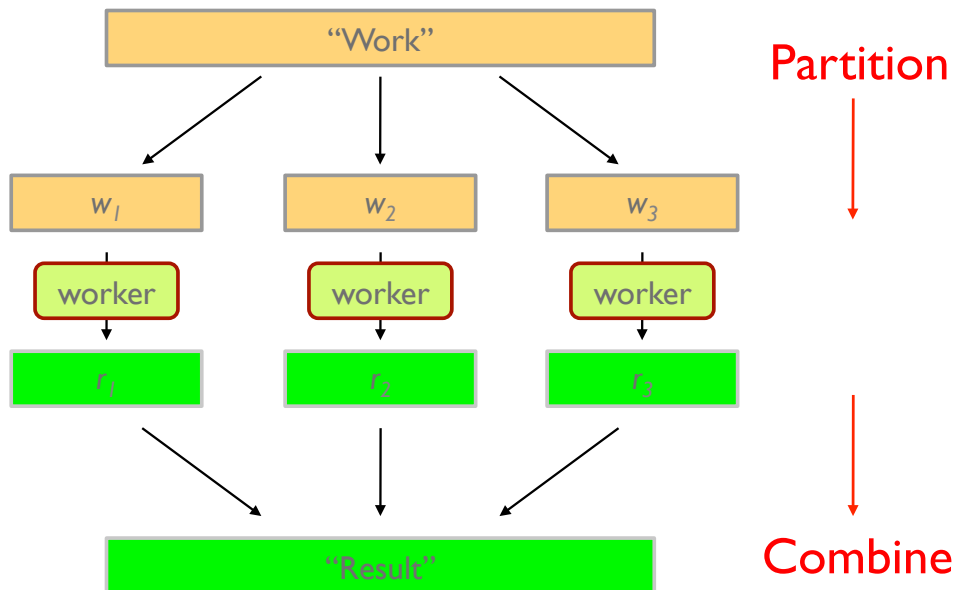 “Work”
Partition
w1
w2
w3
worker
worker
worker
r1
r2
r3
“Result”
Combine